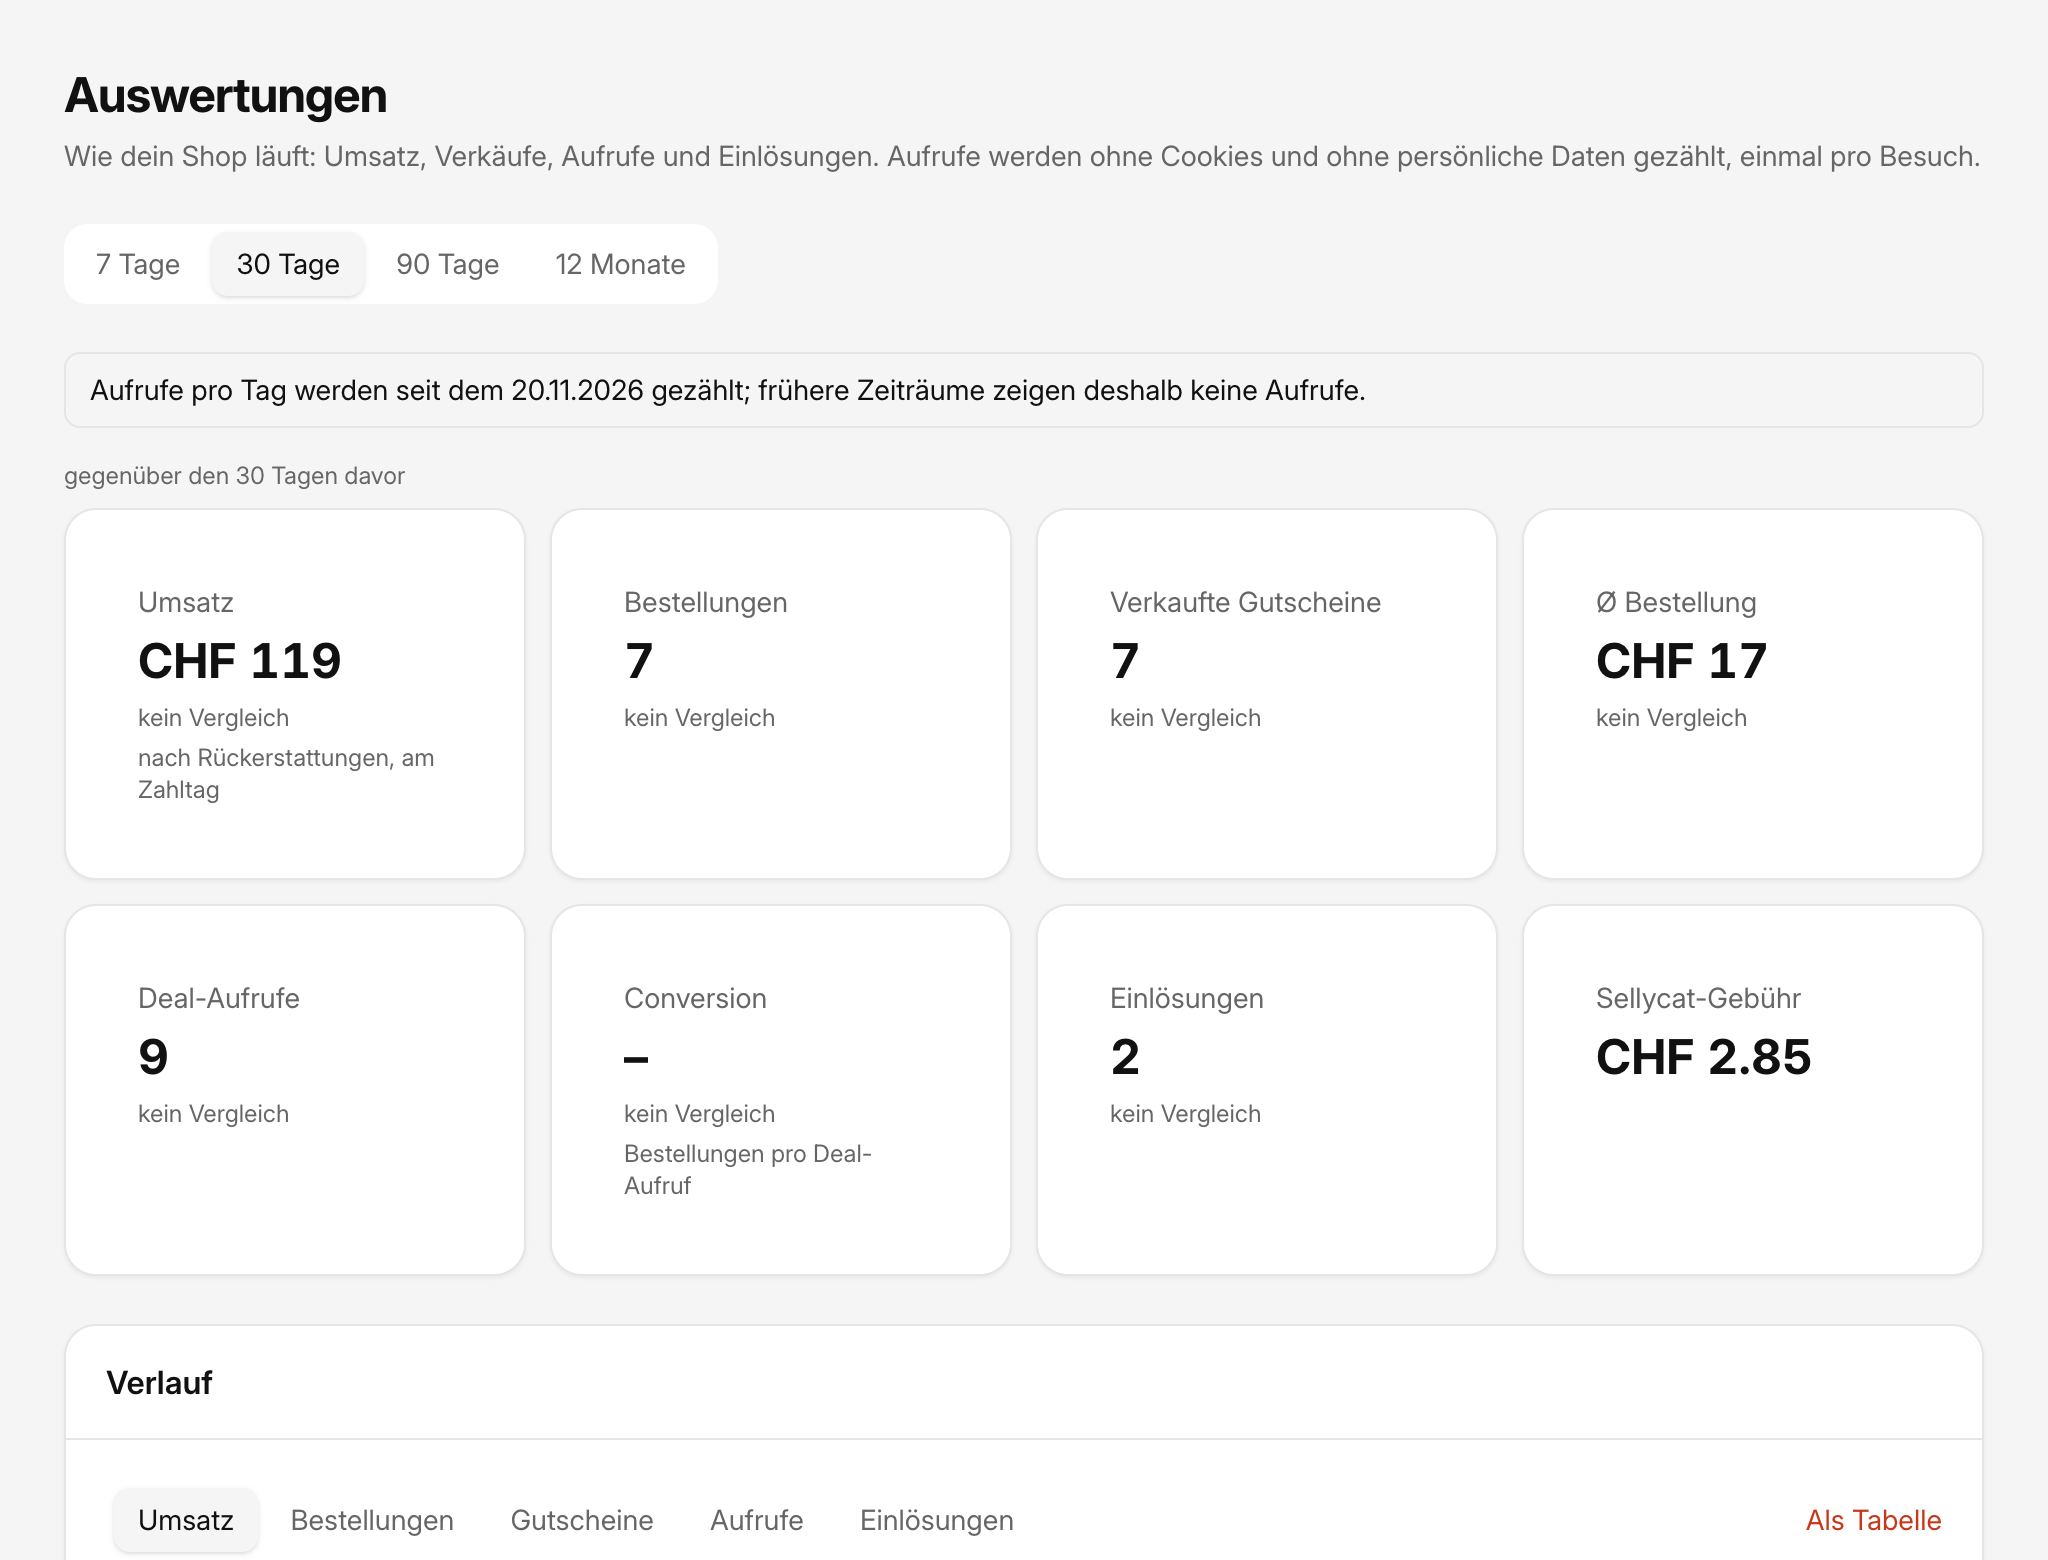 Auswertungen
Wie dein Shop läuft: Umsatz, Verkäufe, Aufrufe und Einlösungen. Aufrufe werden ohne Cookies und ohne persönliche Daten gezählt, einmal pro Besuch.
7 Tage 30 Tage 90 Tage 12 Monate
Aufrufe pro Tag werden seit dem 20.11.2026 gezählt; frühere Zeiträume zeigen deshalb keine Aufrufe.
gegenüber den 30 Tagen davor
Umsatz
CHF 119
kein Vergleich
nach Rückerstattungen, am
Zahltag
Bestellungen
7
kein Vergleich
Verkaufte Gutscheine
7
kein Vergleich
Ø Bestellung
CHF 17
kein Vergleich
Deal-Aufrufe
9
kein Vergleich
Conversion
–
kein Vergleich
Bestellungen pro Deal-
Aufruf
Einlösungen
2
kein Vergleich
Sellycat-Gebühr
CHF 2.85
Verlauf
Umsatz Bestellungen Gutscheine Aufrufe Einlösungen Als Tabelle